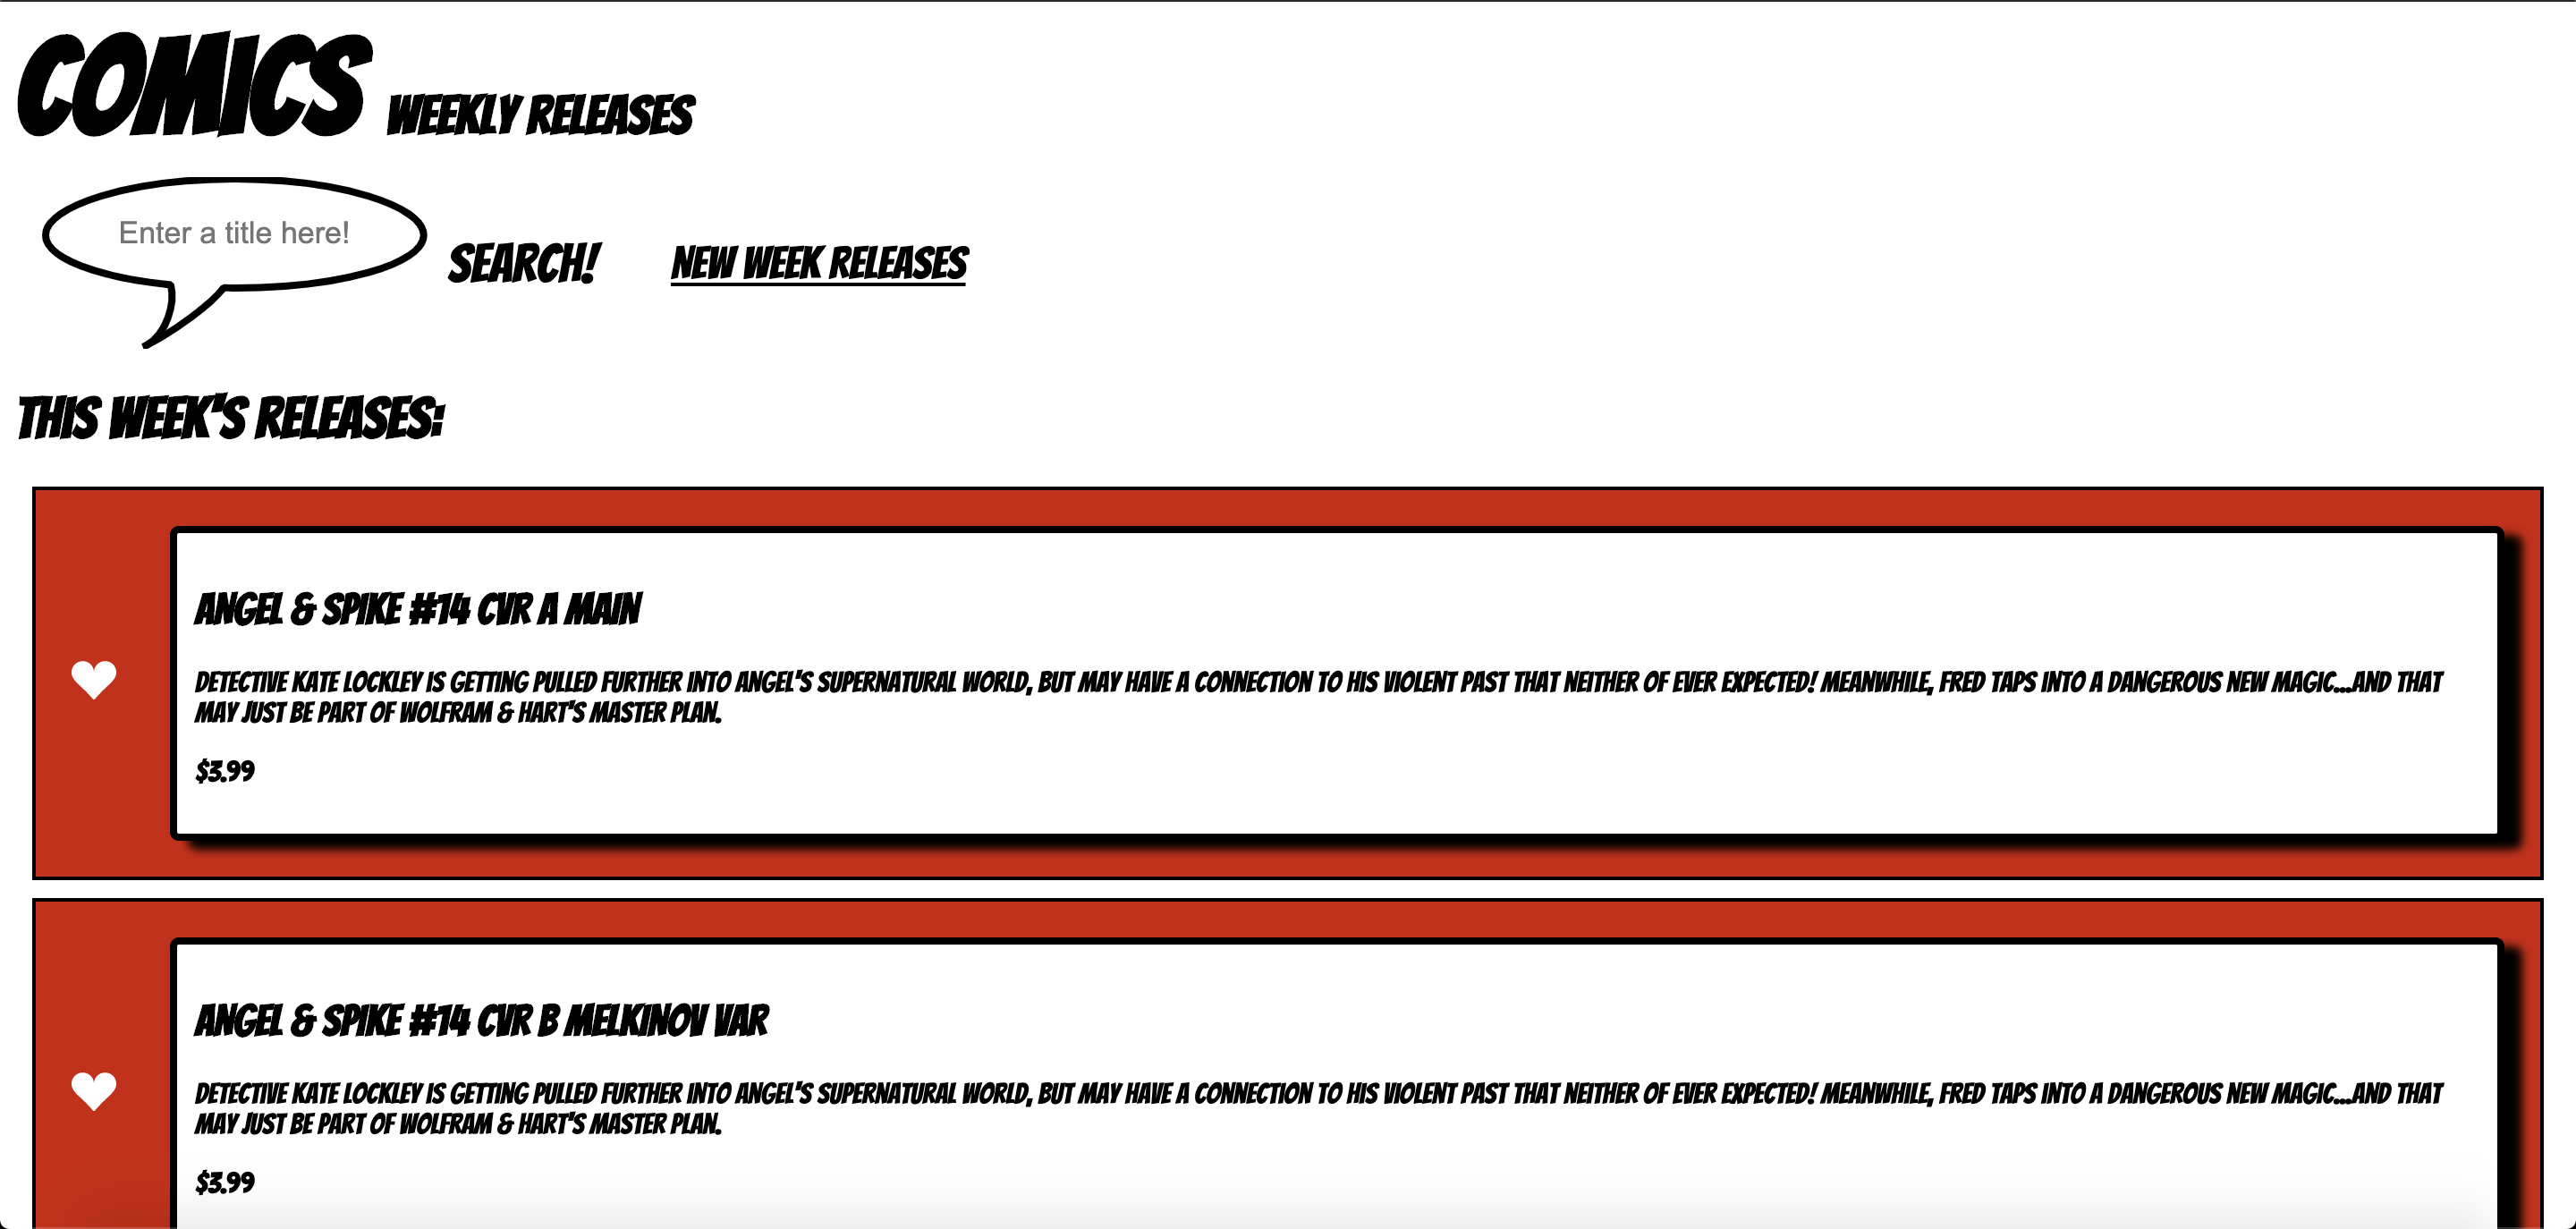 COMICS WEEKLY RELEASES
Enter a title here!
SEARCH! NEW WEEK RELEASES
THIS WEEK'S RELEASES:
ANGEL & SPIKE #14 CVR A MAIN
DETECTIVE KATE LOCKLEY IS GETTING PULLED FURTHER INTO ANGEL'S SUPERNATURAL WORLD, BUT MAY HAVE A CONNECTION TO HIS VIOLENT PAST THAT NEITHER OF EVER EXPECTED! MEANWHILE, FRED TAPS INTO A DANGEROUS NEW MAGIC...AND THAT
MAY JUST BE PART OF WOLFRAM & HART'S MASTER PLAN.
$3.99
ANGEL & SPIKE #14 CVR B MELKINOV VAR
DETECTIVE KATE LOCKLEY IS GETTING PULLED FURTHER INTO ANGEL'S SUPERNATURAL WORLD, BUT MAY HAVE A CONNECTION TO HIS VIOLENT PAST THAT NEITHER OF EVER EXPECTED! MEANWHILE, FRED TAPS INTO A DANGEROUS NEW MAGIC...AND THAT
MAY JUST BE PART OF WOLFRAM & HART'S MASTER PLAN.
$3.99